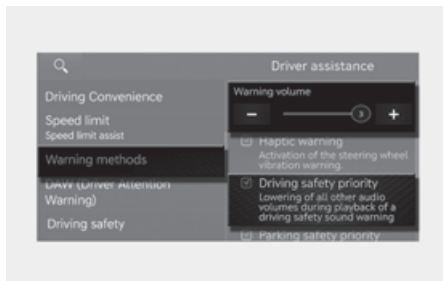 Driver assistance
Driving Convenience
Speed limit
Speed limit assist
Warning methods
DAW (Driver Attention
Warning)
Driving safety
Warning volume
− 3 +
Haptic warning
Activation of the steering wheel
vibration warning.
Driving safety priority
Lowering of all other audio
volumes during playback of a
driving safety sound warning
Parking safety priority